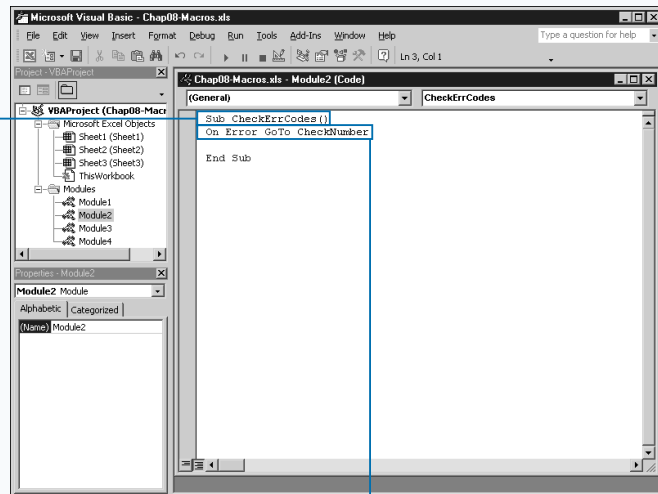 Microsoft Visual Basic - Chap08-Macros.xls
File Edit View Insert Format Debug Run Tools Add-Ins Window Help
Type a question for help
Ln 3, Col 1
Project - VBAProject
VBAProject (Chap08-Macr
Microsoft Excel Objects
Sheet1 (Sheet1)
Sheet2 (Sheet2)
Sheet3 (Sheet3)
ThisWorkbook
Modules
Module1
Module2
Module3
Module4
Properties - Module2
Module2 Module
Alphabetic Categorized
(Name) Module2
Chap08-Macros.xls - Module2 (Code)
(General) CheckErrCodes
Sub CheckErrCodes()
On Error GoTo CheckNumber
End Sub